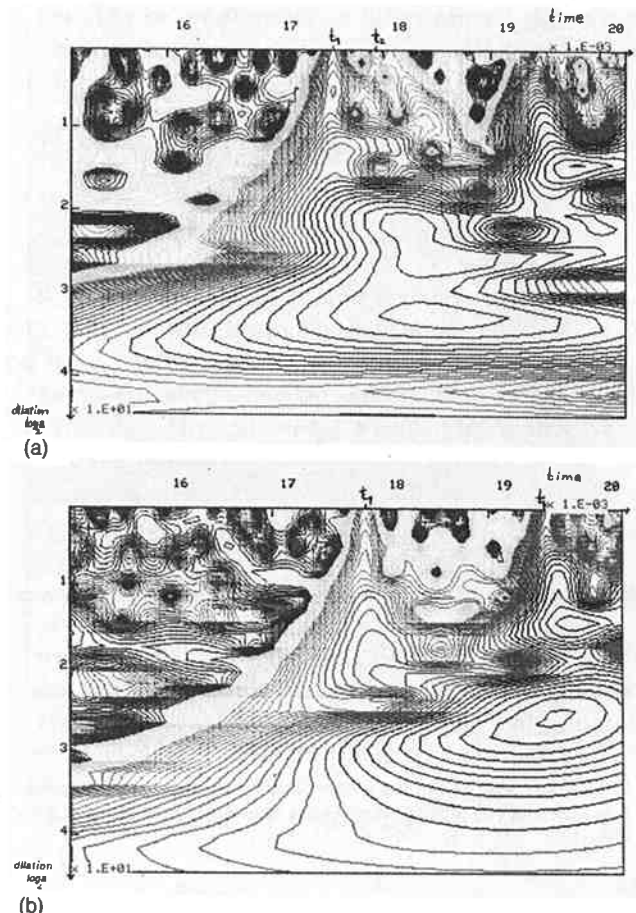 16 17 18 19 time 20
t₁ t₂
× 1.E-03
1
2
3
4
dilation
log₂
× 1.E+01
(a)
16 17 18 19 time 20
t₁ t
× 1.E-03
1
2
3
4
dilation
log₂
× 1.E+01
(b)